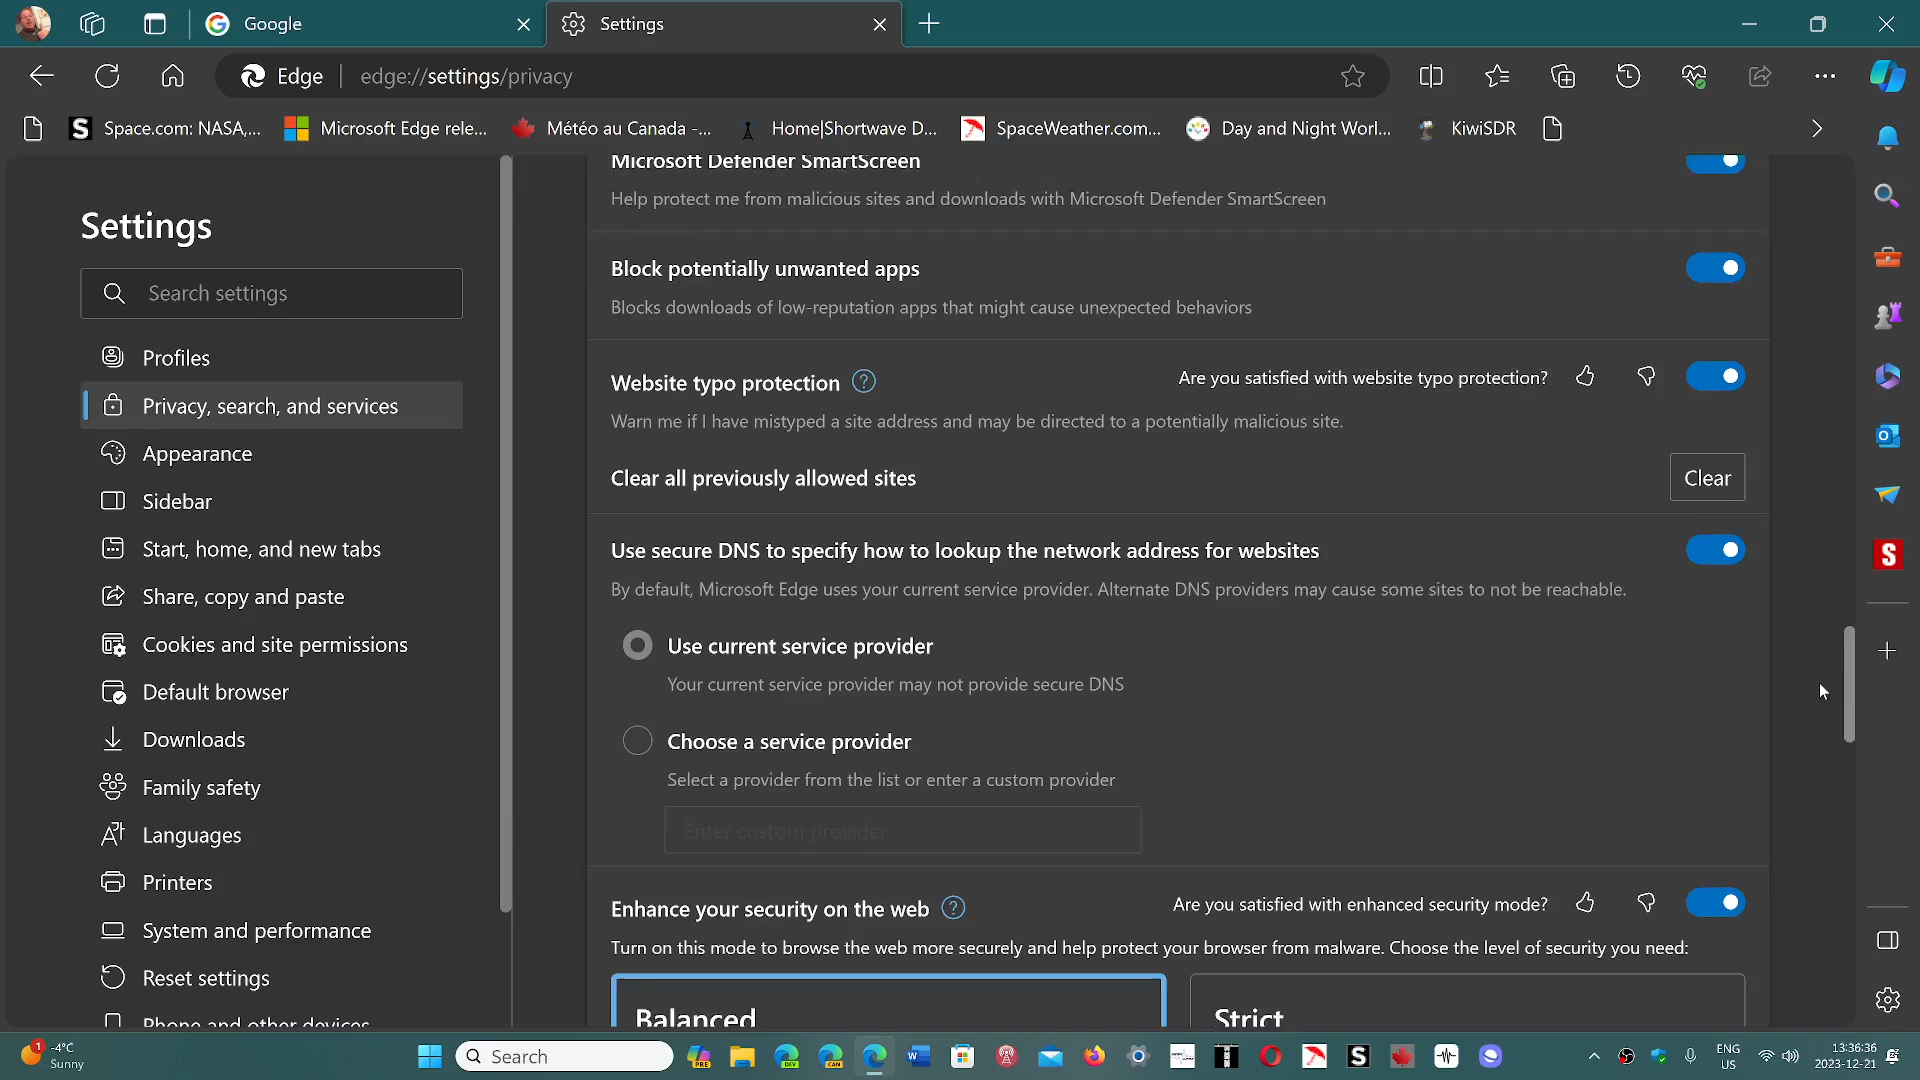 Google
Settings
Edge
edge://settings/privacy
Space.com: NASA,...
Microsoft Edge rele...
Météo au Canada -...
Home|Shortwave D...
SpaceWeather.com...
Day and Night Worl...
KiwiSDR
Settings
Search settings
Profiles
Privacy, search, and services
Appearance
Sidebar
Start, home, and new tabs
Share, copy and paste
Cookies and site permissions
Default browser
Downloads
Family safety
Languages
Printers
System and performance
Reset settings
Phone and other devices
Microsoft Defender SmartScreen
Help protect me from malicious sites and downloads with Microsoft Defender SmartScreen
Block potentially unwanted apps
Blocks downloads of low-reputation apps that might cause unexpected behaviors
Website typo protection
Are you satisfied with website typo protection?
Warn me if I have mistyped a site address and may be directed to a potentially malicious site.
Clear all previously allowed sites
Clear
Use secure DNS to specify how to lookup the network address for websites
By default, Microsoft Edge uses your current service provider. Alternate DNS providers may cause some sites to not be reachable.
Use current service provider
Your current service provider may not provide secure DNS
Choose a service provider
Select a provider from the list or enter a custom provider
Enter custom provider
Enhance your security on the web
Are you satisfied with enhanced security mode?
Turn on this mode to browse the web more securely and help protect your browser from malware. Choose the level of security you need:
Balanced
Strict
1
-4°C
Sunny
Search
PRE
DEV
CAN
ENG
US
13:36:36
2023-12-21